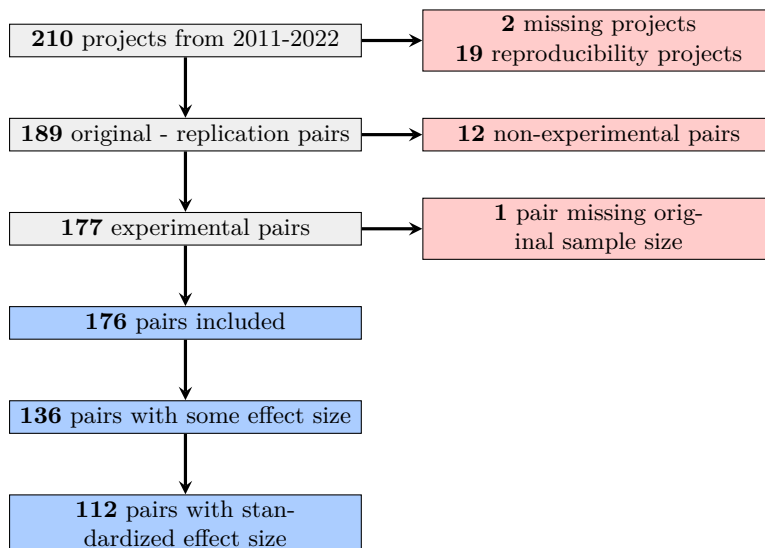 210 projects from 2011-2022
2 missing projects
19 reproducibility projects
189 original - replication pairs
12 non-experimental pairs
177 experimental pairs
1 pair missing orig-
inal sample size
176 pairs included
136 pairs with some effect size
112 pairs with stan-
dardized effect size